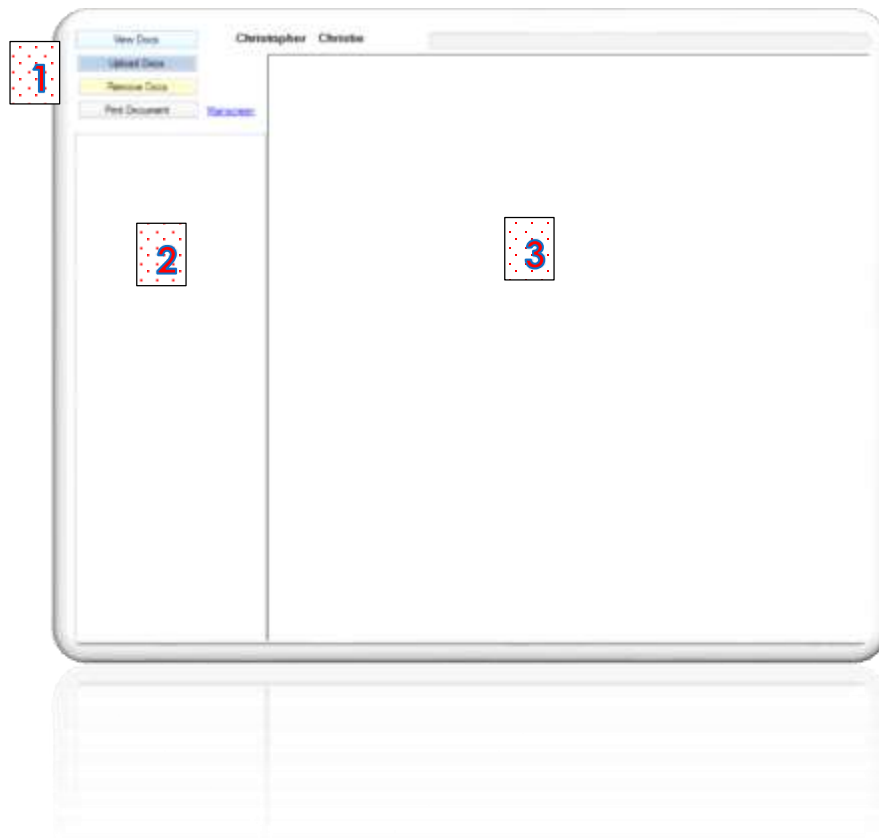 View Docs
Christopher Christie
Upload Docs
Remove Docs
Print Document
1
2
3